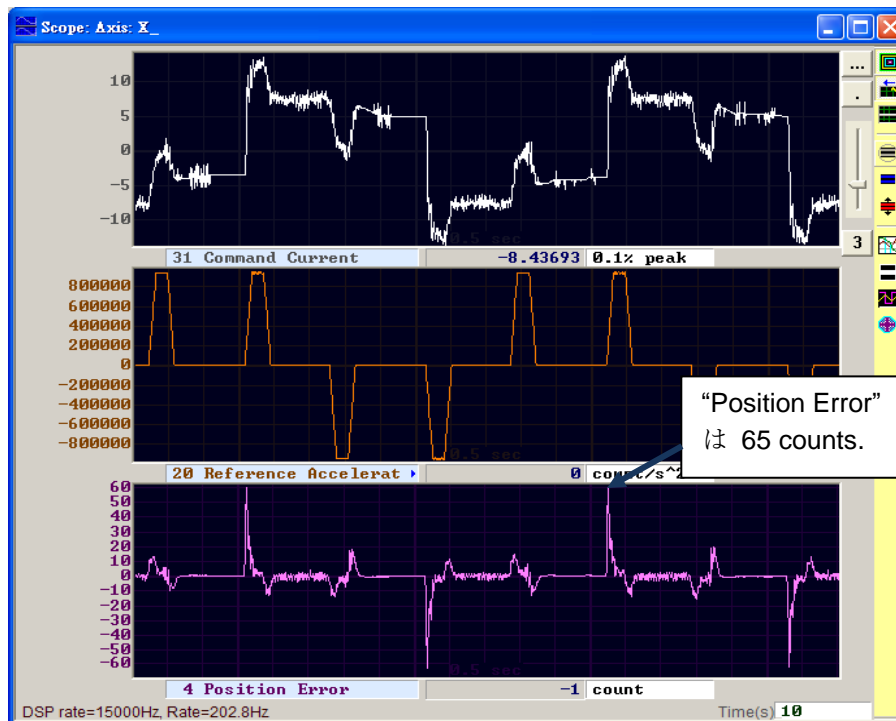 Scope: Axis: X_
...
10
5
0
-5
-10
0.5 sec
.
3
31 Command Current
-8.43693
0.1% peak
800000
600000
400000
200000
0
-200000
-400000
-600000
-800000
0.5 sec
“Position Error”
は 65 counts.
20 Reference Accelerat
0
count/s^2
60
50
40
30
20
10
0
-10
-20
-30
-40
-50
-60
0.5 sec
4 Position Error
-1
count
DSP rate=15000Hz, Rate=202.8Hz
Time(s) 10